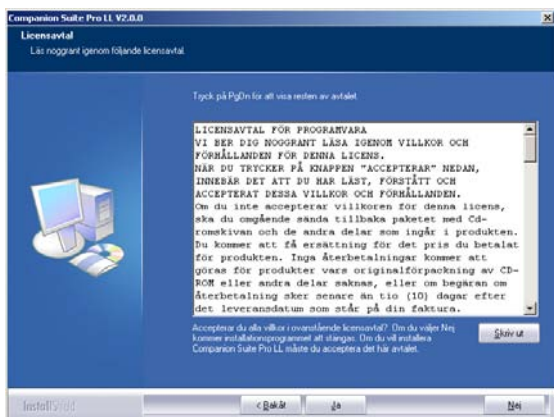 Companion Suite Pro LL V2.0.0
Licensavtal
Läs noggrant igenom följande licensavtal.
Tryck på PgDn för att visa resten av avtalet.
LICENSAVTAL FÖR PROGRAMVARA
VI BER DIG NOGGRANT LÄSA IGENOM VILLKOR OCH
FÖRHÅLLANDEN FÖR DENNA LICENS.
NÄR DU TRYCKER PÅ KNAPPEN "ACCEPTERAR" NEDAN,
INNEBÄR DET ATT DU HAR LÄST, FÖRSTÅTT OCH
ACCEPTERAT DESSA VILLKOR OCH FÖRHÅLLANDEN.
Om du inte accepterar villkoren för denna licens,
ska du omgående sända tillbaka paketet med Cd-
romskivan och de andra delar som ingår i produkten.
Du kommer att få ersättning för det pris du betalat
för produkten. Inga återbetalningar kommer att
göras för produkter vars originalförpackning av CD-
ROM eller andra delar saknas, eller om begäran om
återbetalning sker senare än tio (10) dagar efter
det leveransdatum som står på din faktura.
Accepterar du alla villkor i ovanstående licensavtal? Om du väljer Nej
kommer installationsprogrammet att stängas. Om du vill installera
Companion Suite Pro LL måste du acceptera det här avtalet.
Skriv ut
InstallShield
< Bakåt
Ja
Nej